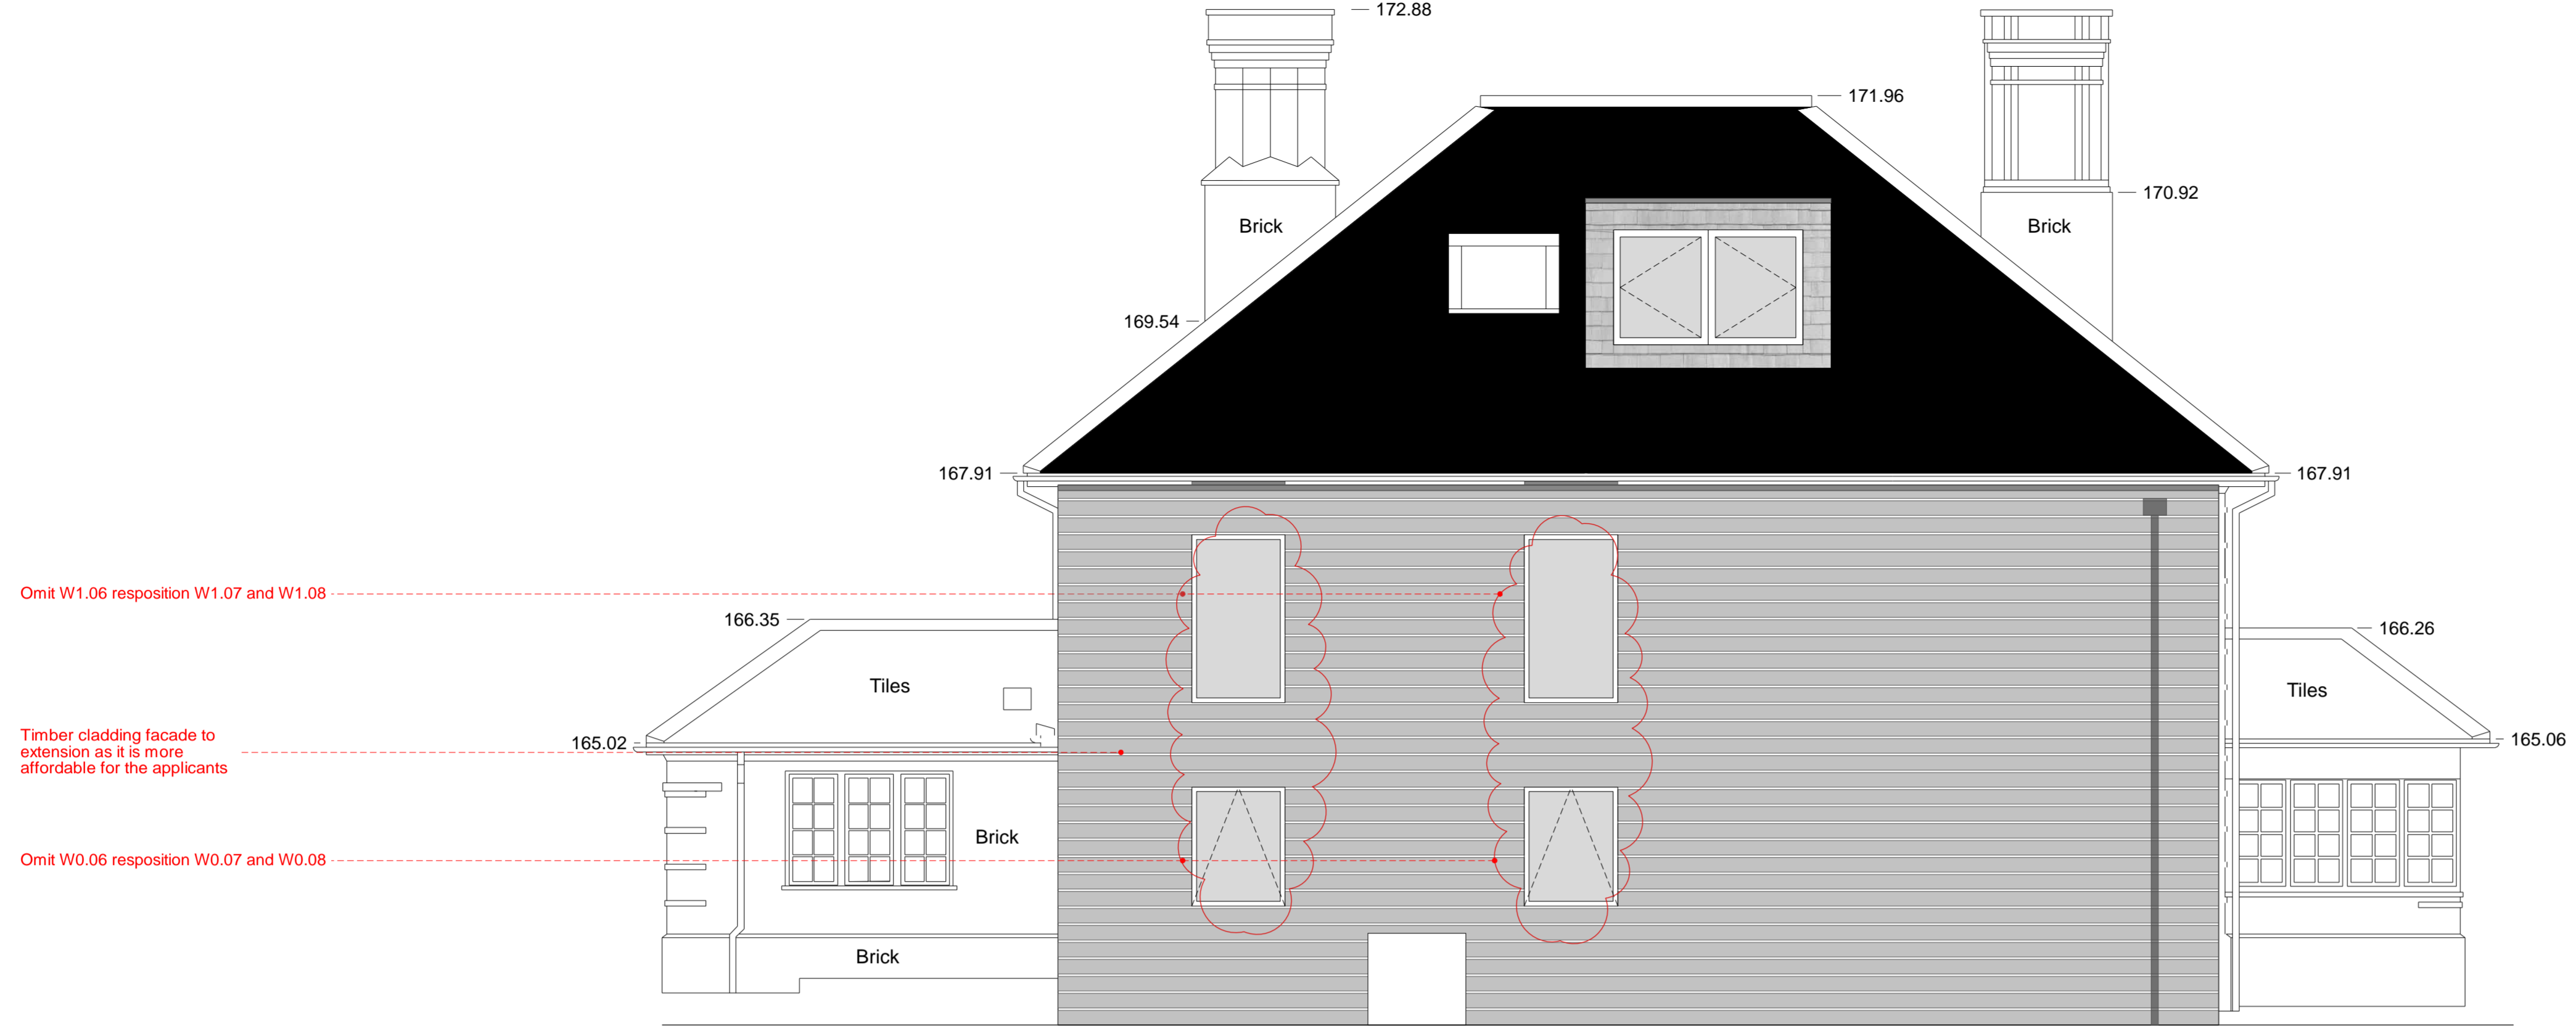 172.88
171.96
170.92
Brick
Brick
169.54
167.91
167.91
Omit W1.06 resposition W1.07 and W1.08
166.35
166.26
Tiles
Tiles
Timber cladding facade to
extension as it is more
affordable for the applicants
165.02
165.06
Brick
Omit W0.06 resposition W0.07 and W0.08
Brick